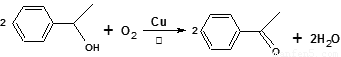 2 OH + O2 Cu □ 2 O + 2H2O